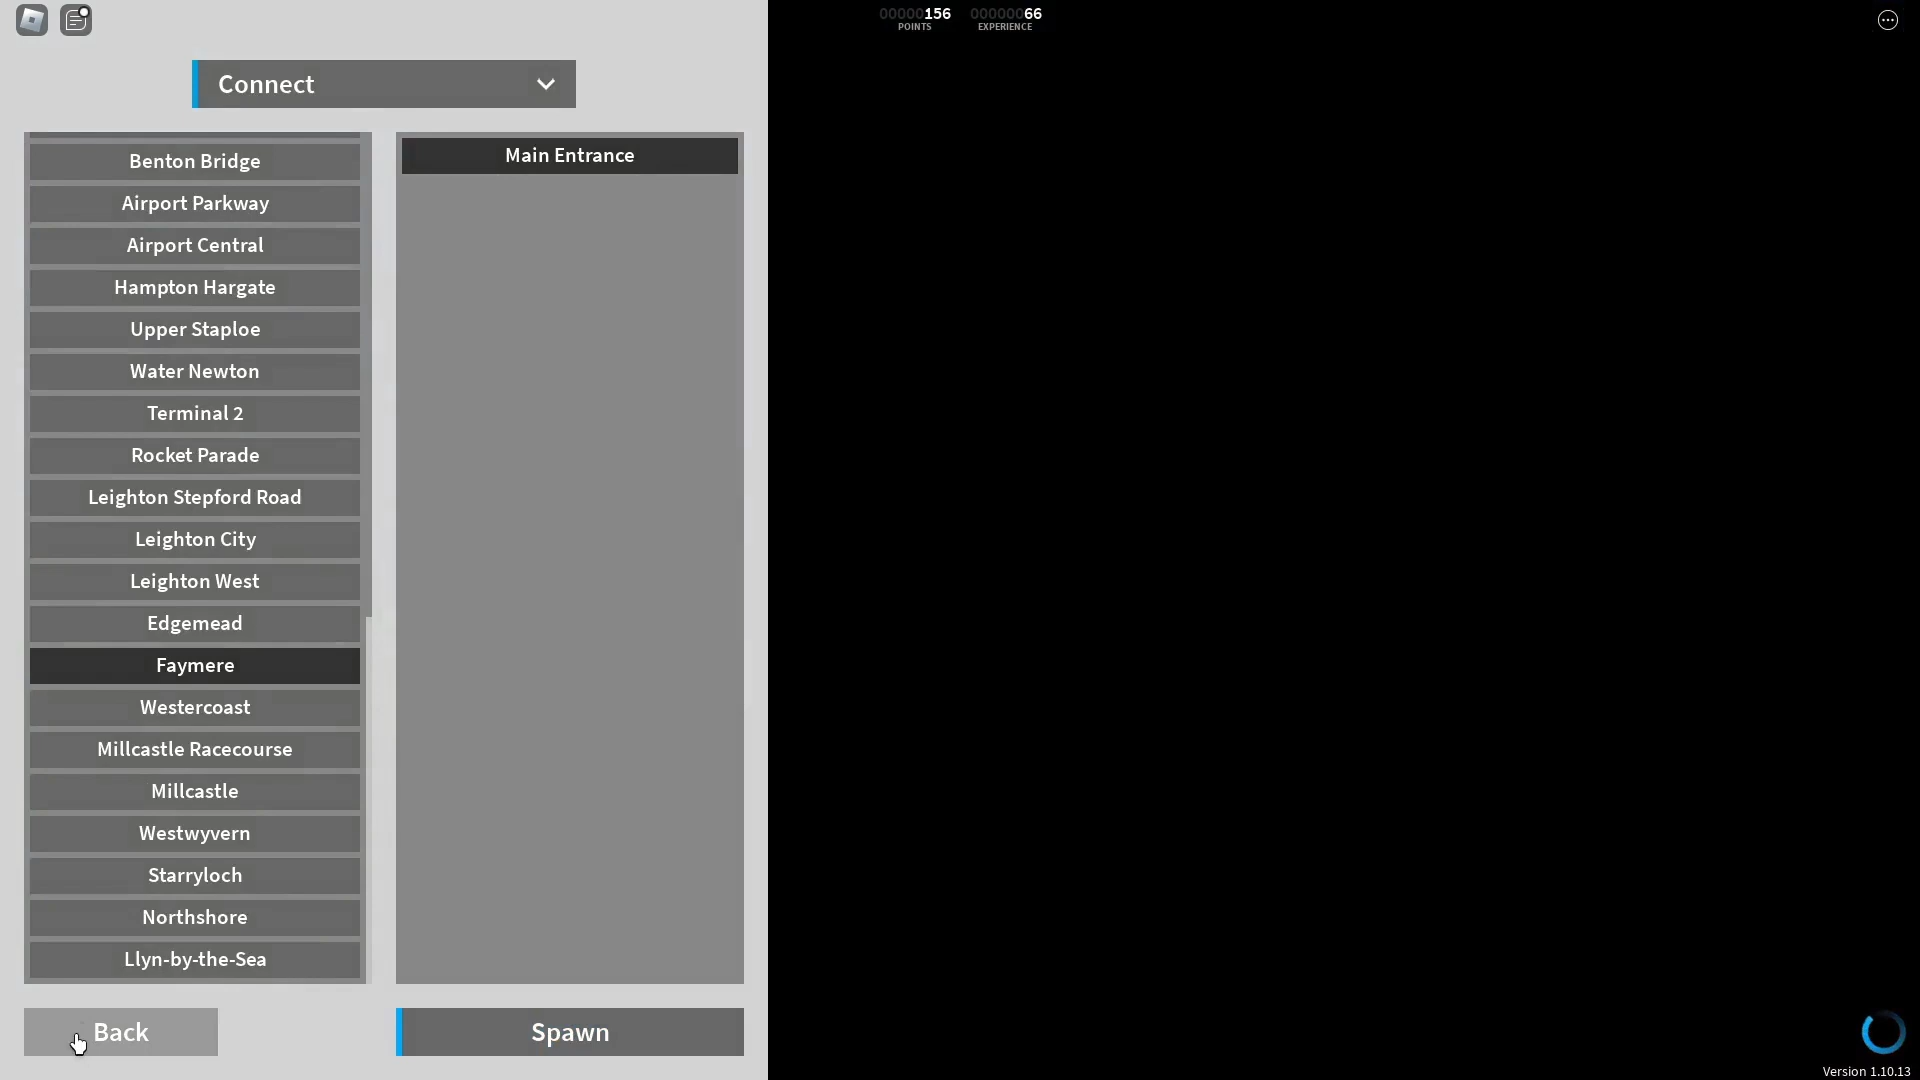 00000156
POINTS
00000066
EXPERIENCE
Connect
Benton Bridge
Airport Parkway
Airport Central
Hampton Hargate
Upper Staploe
Water Newton
Terminal 2
Rocket Parade
Leighton Stepford Road
Leighton City
Leighton West
Edgemead
Faymere
Westercoast
Millcastle Racecourse
Millcastle
Westwyvern
Starryloch
Northshore
Llyn-by-the-Sea
Main Entrance
Back
Spawn
Version 1.10.13